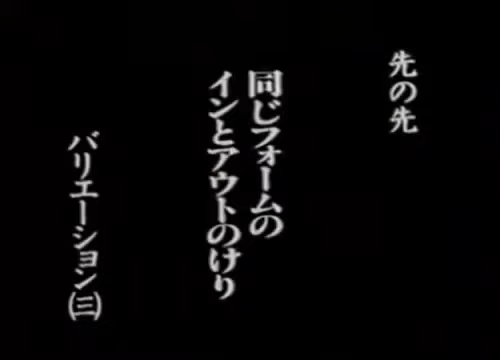 先の先
同じフォームの
インとアウトのけり
バリエーション(三)